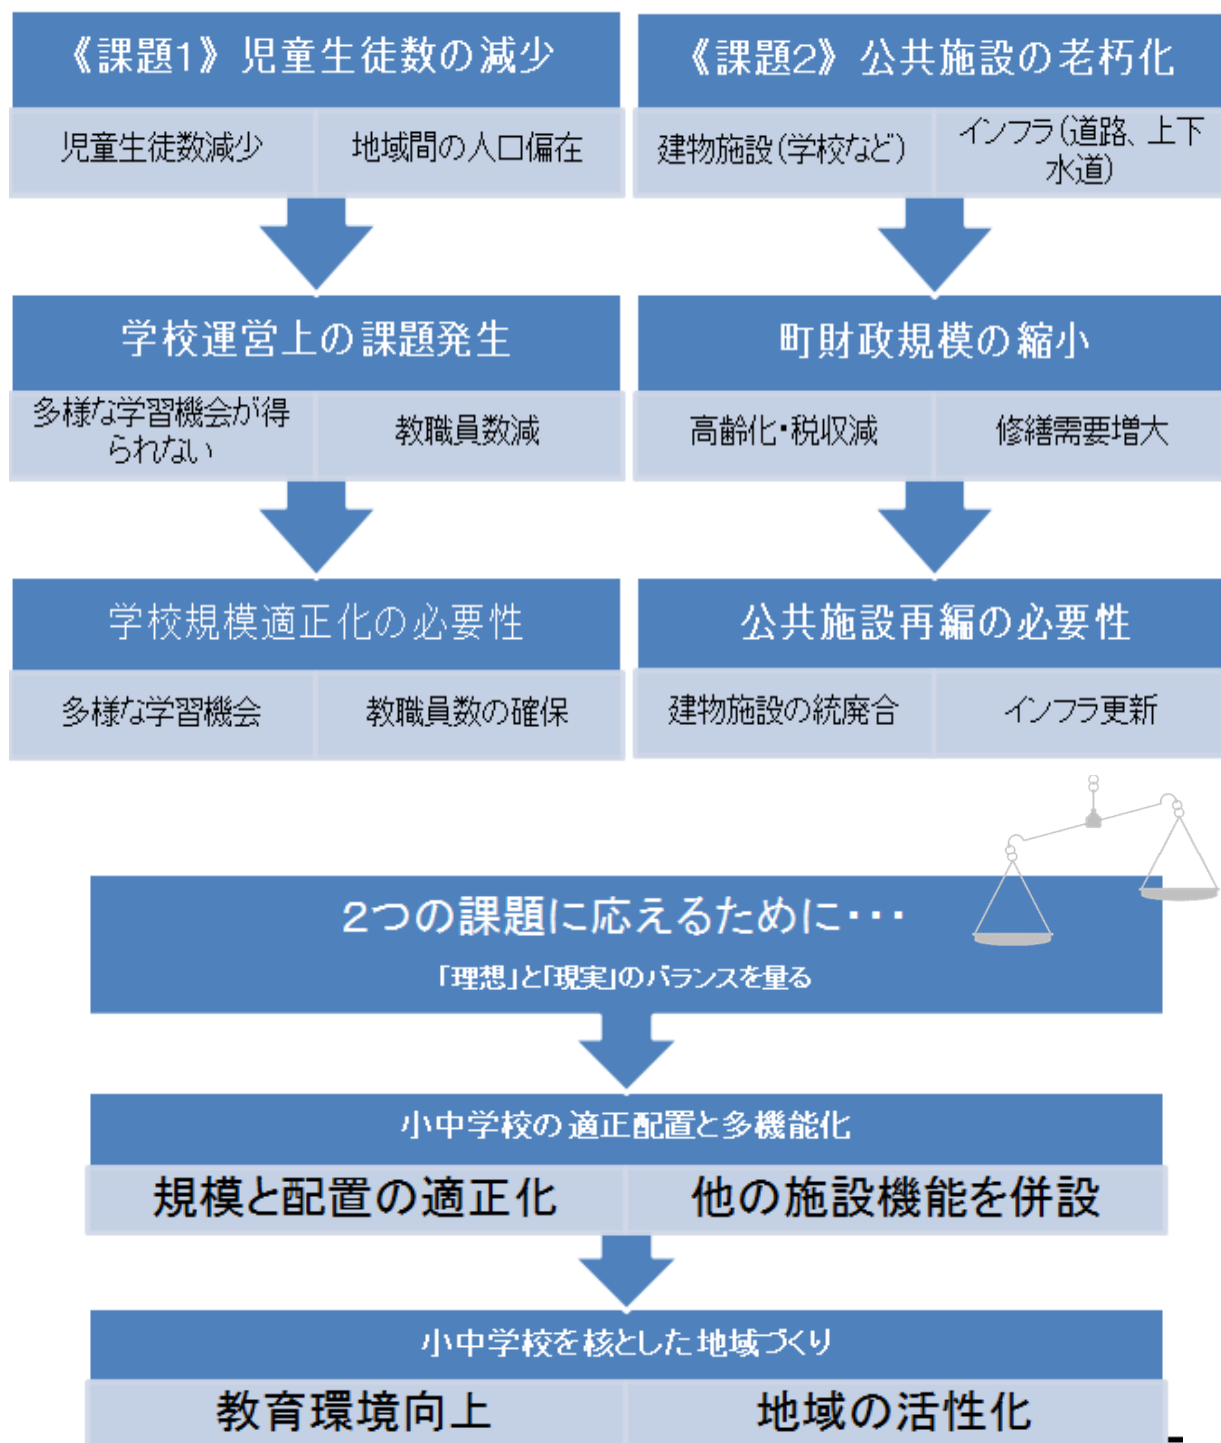 《課題1》児童生徒数の減少
児童生徒数減少
地域間の人口偏在
学校運営上の課題発生
多様な学習機会が得
られない
教職員数減
学校規模適正化の必要性
多様な学習機会
教職員数の確保
《課題2》公共施設の老朽化
建物施設(学校など)
インフラ(道路、上下
水道)
町財政規模の縮小
高齢化・税収減
修繕需要増大
公共施設再編の必要性
建物施設の統廃合
インフラ更新
2つの課題に応えるために・・・
「理想」と「現実」のバランスを量る
小中学校の適正配置と多機能化
規模と配置の適正化
他の施設機能を併設
小中学校を核とした地域づくり
教育環境向上
地域の活性化